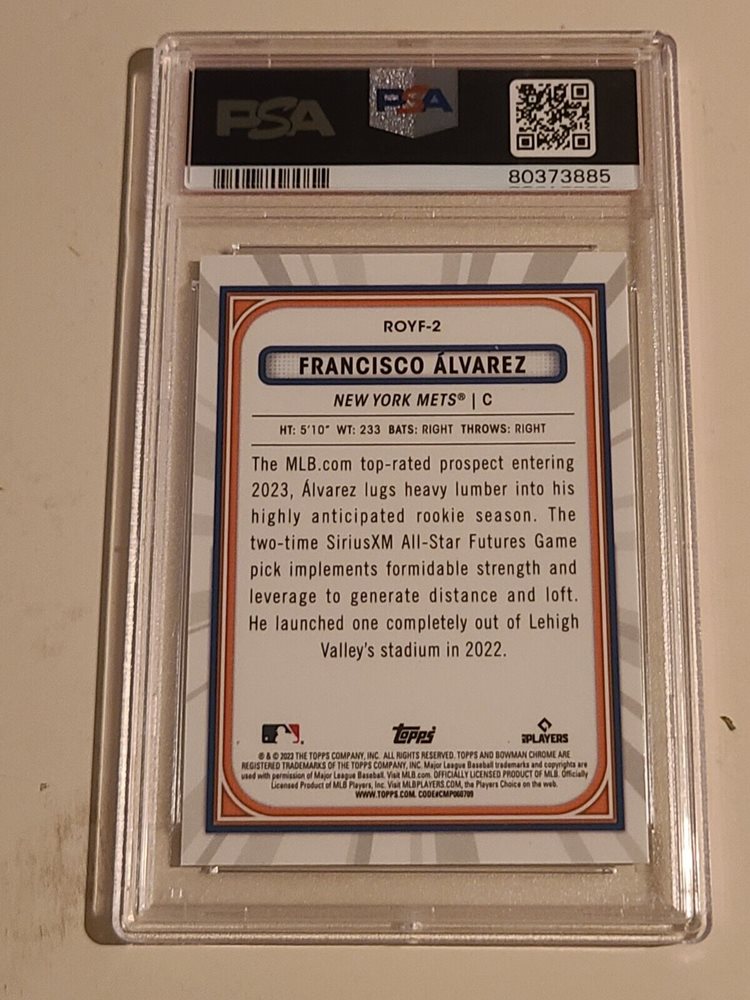 PSA
PSA
80373885
ROYF-2
FRANCISCO ÁLVAREZ
NEW YORK METS® | C
HT: 5'10" WT: 233 BATS: RIGHT THROWS: RIGHT
The MLB.com top-rated prospect entering
2023, Álvarez lugs heavy lumber into his
highly anticipated rookie season. The
two-time SiriusXM All-Star Futures Game
pick implements formidable strength and
leverage to generate distance and loft.
He launched one completely out of Lehigh
Valley's stadium in 2022.
topps
PLAYERS
® & © 2023 THE TOPPS COMPANY, INC. ALL RIGHTS RESERVED. TOPPS AND BOWMAN CHROME ARE
REGISTERED TRADEMARKS OF THE TOPPS COMPANY, INC. Major League Baseball trademarks and copyrights are
used with permission of Major League Baseball. Visit MLB.com. OFFICIALLY LICENSED PRODUCT OF MLB. Officially
Licensed Product of MLB Players, Inc. Visit MLBPLAYERS.COM, the Players Choice on the web.
WWW.TOPPS.COM. CODE#CMP060709